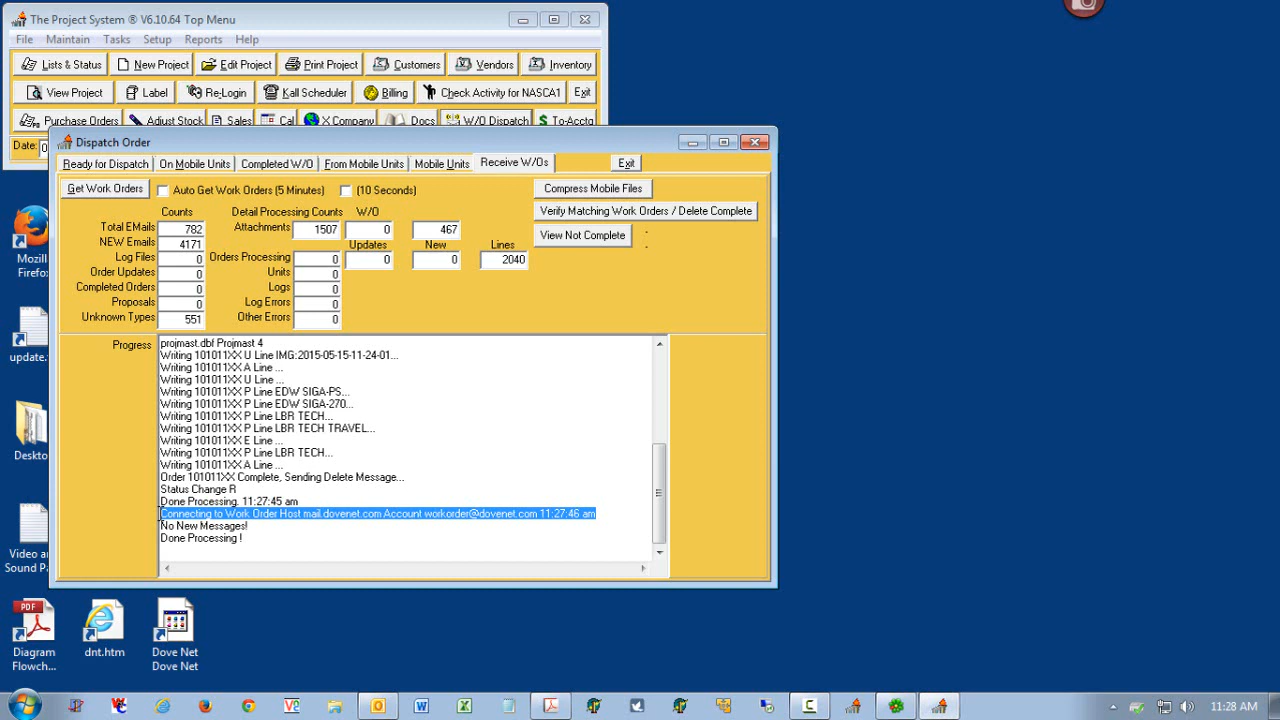 The Project System ® V6.10.64 Top Menu
File Maintain Tasks Setup Reports Help
Lists & Status New Project Edit Project Print Project Customers Vendors Inventory
View Project Label Re-Login Kall Scheduler Billing Check Activity for NASCA1 Exit
Purchase Orders Adjust Stock Sales Cal X Company Docs W/O Dispatch To-Acctg
Date: 0
Dispatch Order
Ready for Dispatch On Mobile Units Completed W/O From Mobile Units Mobile Units Receive W/Os Exit
Get Work Orders Auto Get Work Orders (5 Minutes) (10 Seconds) Compress Mobile Files
Counts Detail Processing Counts W/O Verify Matching Work Orders / Delete Complete
Total EMails 782 Attachments 1507 0 467 View Not Complete :
NEW Emails 4171 Updates New Lines .
Log Files 0 Orders Processing 0 0 0 2040
Order Updates 0 Units 0
Completed Orders 0 Logs 0
Proposals 0 Log Errors 0
Unknown Types 551 Other Errors 0
Progress
projmast.dbf Projmast 4
Writing 101011XX U Line IMG:2015-05-15-11-24-01...
Writing 101011XX A Line ...
Writing 101011XX U Line ...
Writing 101011XX P Line EDW SIGA-PS...
Writing 101011XX P Line EDW SIGA-270...
Writing 101011XX P Line LBR TECH...
Writing 101011XX P Line LBR TECH TRAVEL...
Writing 101011XX E Line ...
Writing 101011XX P Line LBR TECH...
Writing 101011XX A Line ...
Order 101011XX Complete, Sending Delete Message...
Status Change R
Done Processing. 11:27:45 am
Connecting to Work Order Host mail.dovenet.com Account workorder@dovenet.com 11:27:46 am
No New Messages!
Done Processing !
Mozil
Firefo
update.
Deskto
Video an
Sound Pa
PDF
Diagram
Flowch...
dnt.htm
Dove Net
Dove Net
11:28 AM